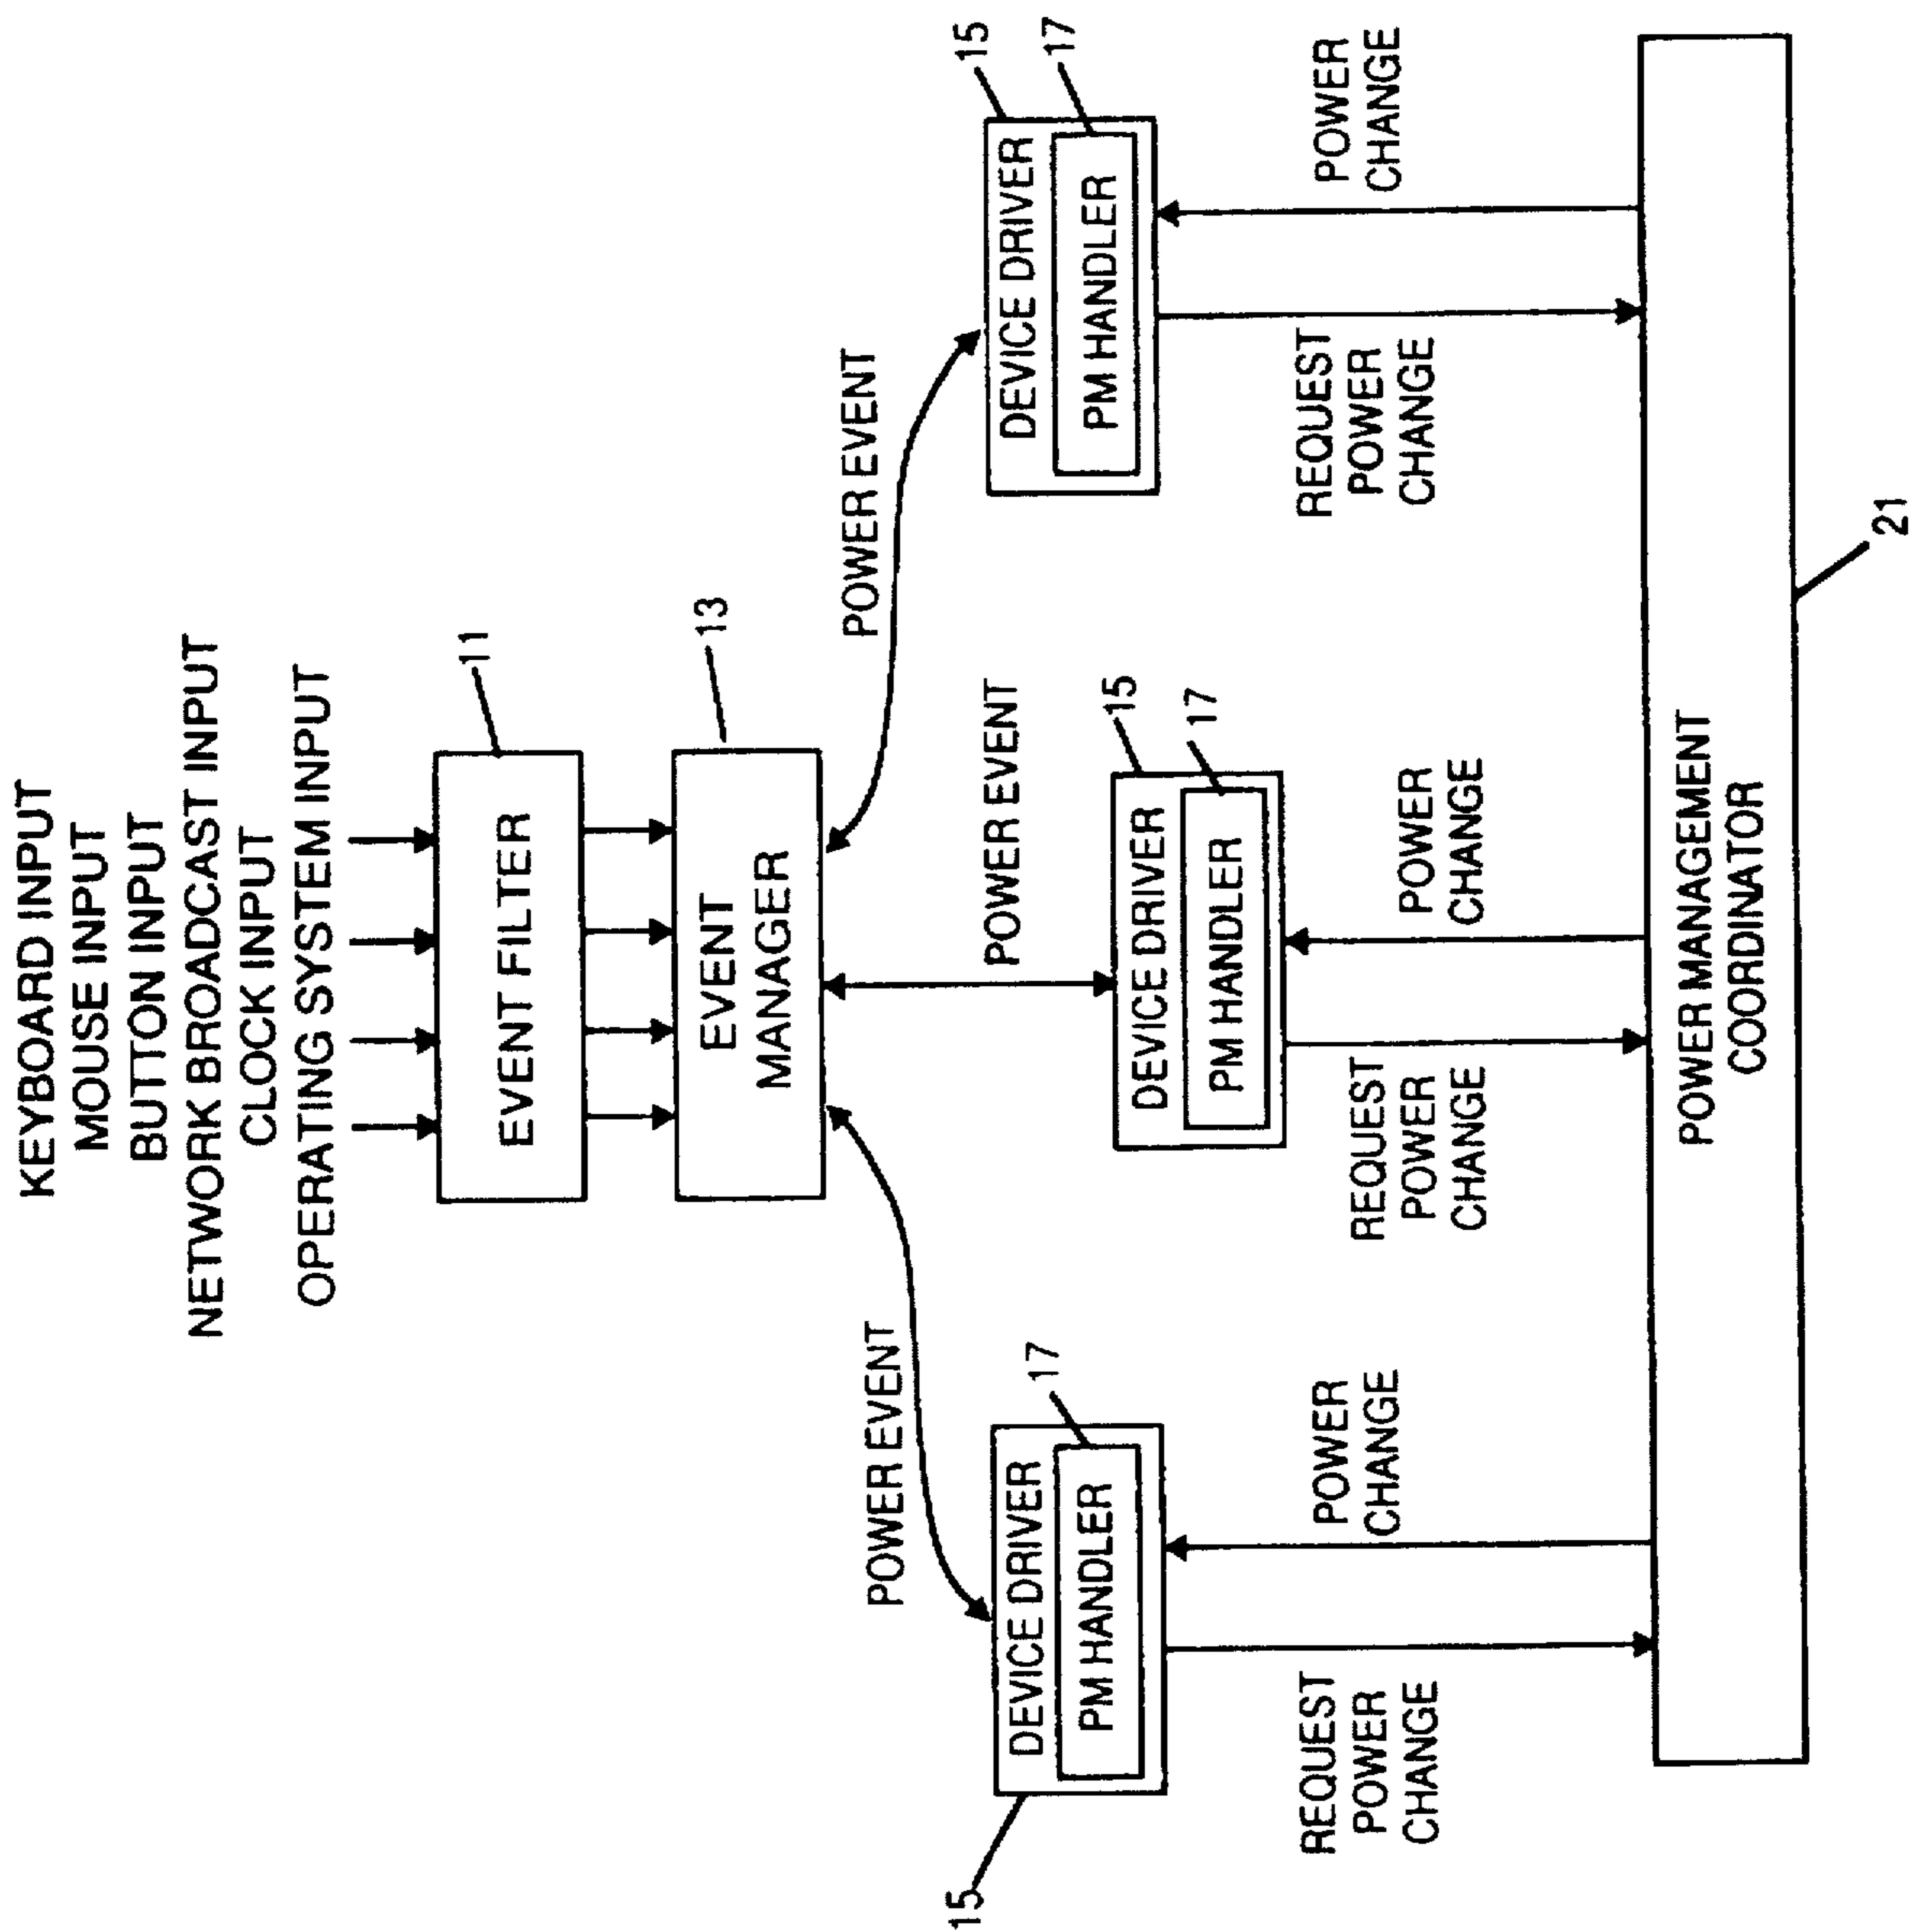 KEYBOARD INPUT
MOUSE INPUT
BUTTON INPUT
NETWORK BROADCAST INPUT
CLOCK INPUT
OPERATING SYSTEM INPUT
11
EVENT FILTER
13
EVENT
MANAGER
POWER EVENT
POWER EVENT
POWER EVENT
15
17
DEVICE DRIVER
PM HANDLER
15
17
DEVICE DRIVER
PM HANDLER
15
17
DEVICE DRIVER
PM HANDLER
REQUEST
POWER
CHANGE
POWER
CHANGE
REQUEST
POWER
CHANGE
POWER
CHANGE
REQUEST
POWER
CHANGE
POWER
CHANGE
POWER MANAGEMENT
COORDINATOR
21